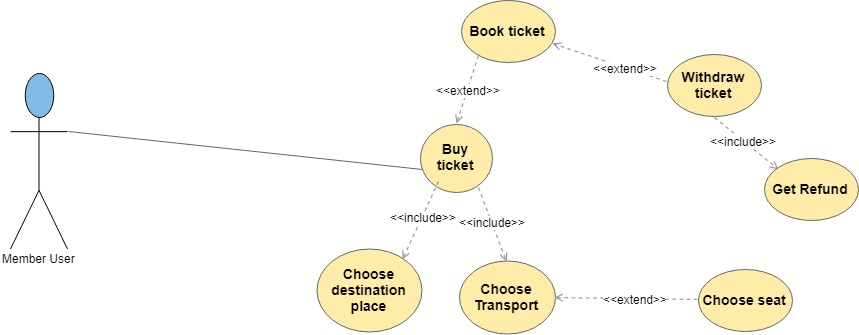 Book ticket
<<extend>>
Withdraw
ticket
<<extend>>
<<include>>
Buy
ticket
Get Refund
<<include>>
<<include>>
Member User
Choose
destination
place
Choose
Transport
<<extend>>
Choose seat